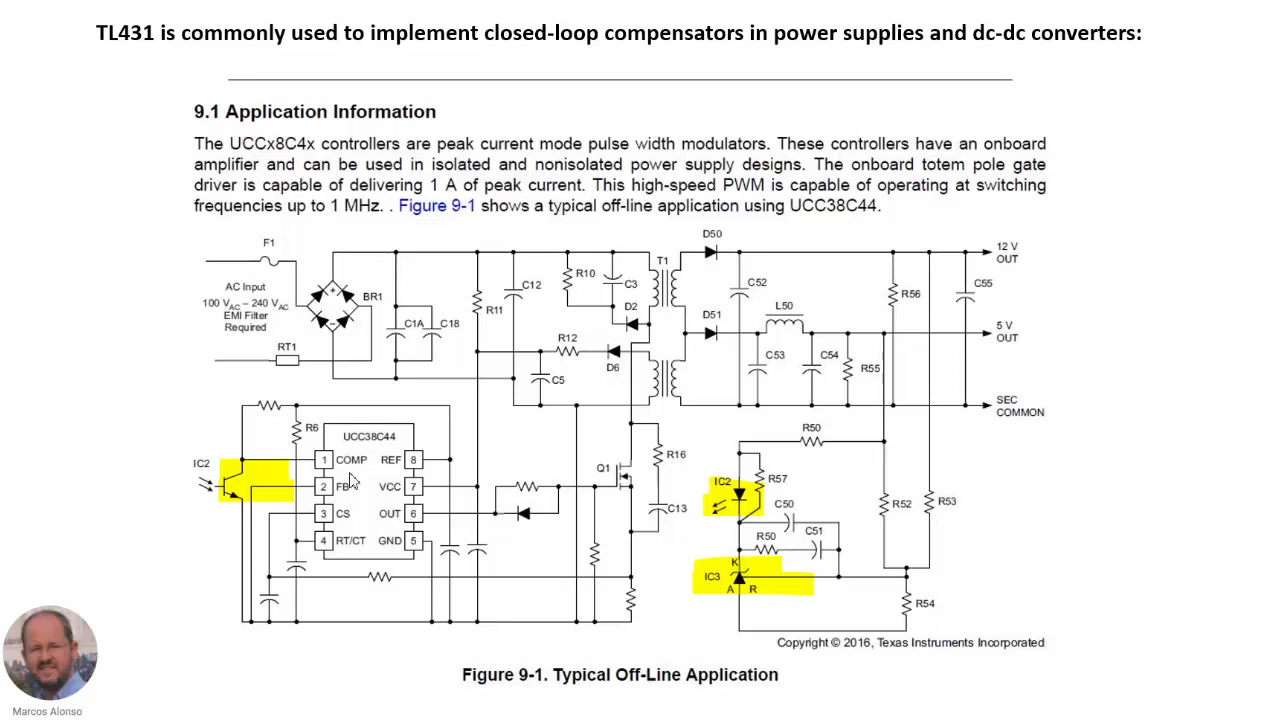 TL431 is commonly used to implement closed-loop compensators in power supplies and dc-dc converters:
9.1 Application Information
The UCCx8C4x controllers are peak current mode pulse width modulators. These controllers have an onboard
amplifier and can be used in isolated and nonisolated power supply designs. The onboard totem pole gate
driver is capable of delivering 1 A of peak current. This high-speed PWM is capable of operating at switching
frequencies up to 1 MHz. . Figure 9-1 shows a typical off-line application using UCC38C44.
F1
AC Input
100 VAC – 240 VAC
EMI Filter
Required
RT1
BR1
C1A
C18
R11
C12
R10
C3
D2
T1
R12
D6
C5
D50
D51
C52
L50
C53
C54
R55
R56
C55
12 V
OUT
5 V
OUT
SEC
COMMON
IC2
R6
UCC38C44
1 COMP REF 8
2 FB VCC 7
3 CS OUT 6
4 RT/CT GND 5
Q1
R16
C13
R50
IC2
R57
C50
C51
R50
R52
R53
K
IC3
A R
R54
Copyright © 2016, Texas Instruments Incorporated
Figure 9-1. Typical Off-Line Application
Marcos Alonso